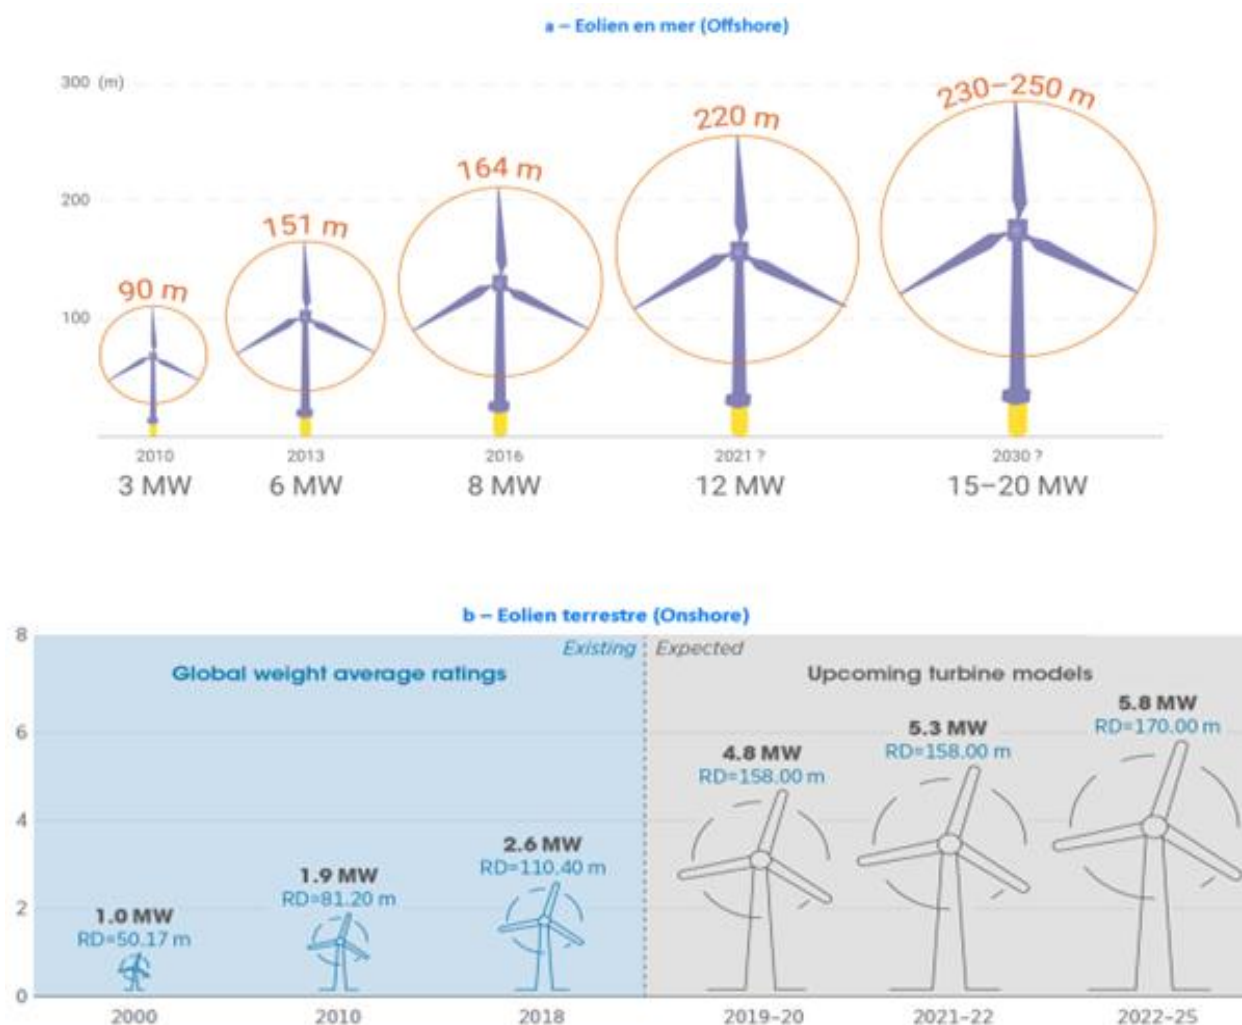 a – Eolien en mer (Offshore)
300 (m)
230–250 m
220 m
200
164 m
151 m
90 m
100
2010 2013 2016 2021 ? 2030 ?
3 MW 6 MW 8 MW 12 MW 15–20 MW
b – Eolien terrestre (Onshore)
8
Existing Expected
Global weight average ratings Upcoming turbine models
5.8 MW
RD=170.00 m
5.3 MW
RD=158.00 m
6
4.8 MW
RD=158.00 m
4
2.6 MW
RD=110.40 m
1.9 MW
RD=81.20 m
2
1.0 MW
RD=50.17 m
0
2000 2010 2018 2019–20 2021–22 2022–25